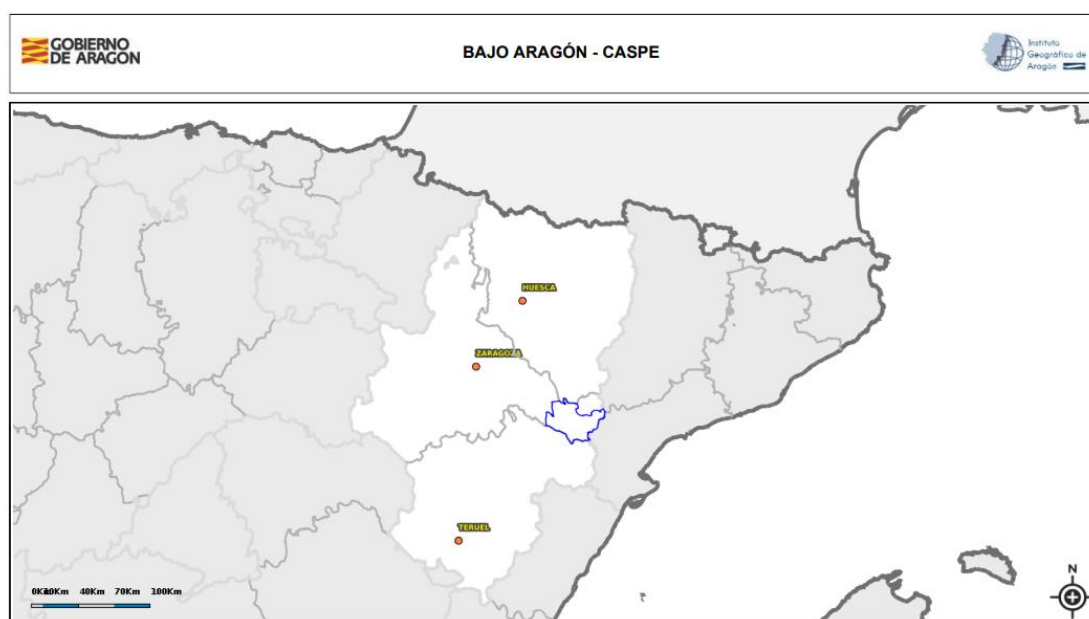 GOBIERNO
DE ARAGON
BAJO ARAGÓN - CASPE
Instituto
Geográfico de
Aragón
HUESCA
ZARAGOZA
TERUEL
40Km 70Km 100Km
N